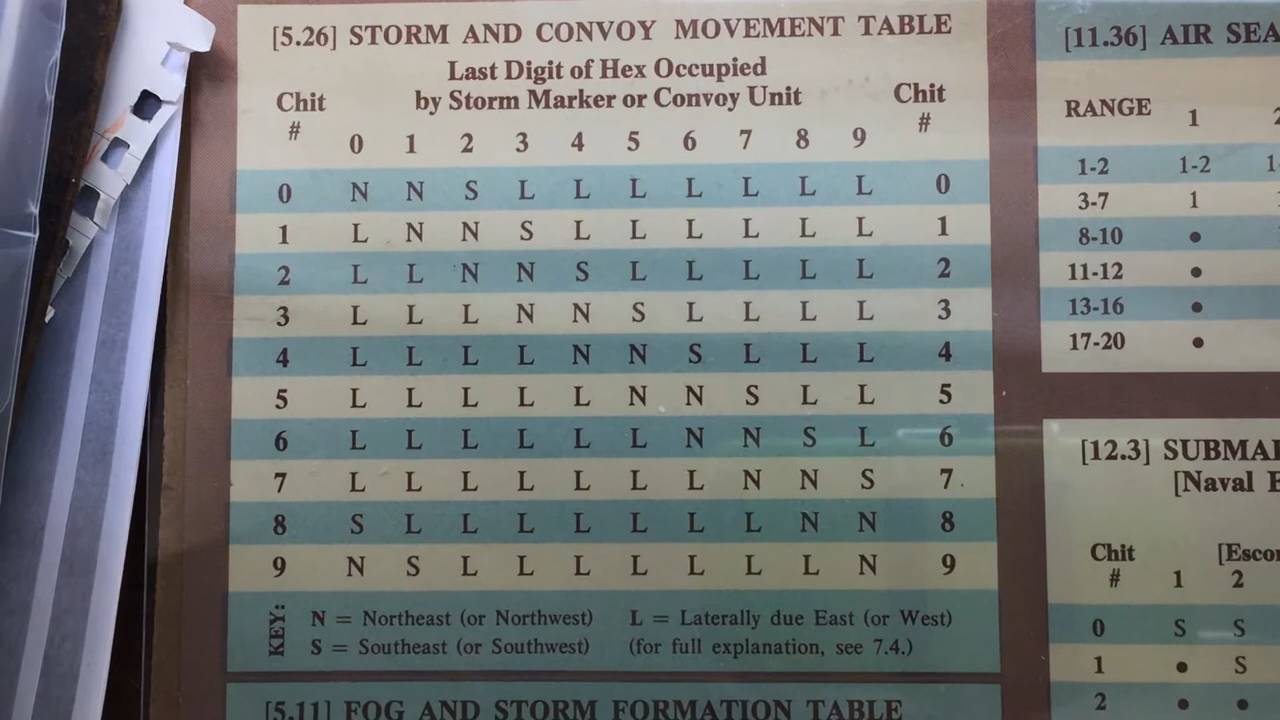 [5.26] STORM AND CONVOY MOVEMENT TABLE
Last Digit of Hex Occupied
by Storm Marker or Convoy Unit
Chit
#
0 1 2 3 4 5 6 7 8 9
Chit
#
0 N N S L L L L L L L 0
1 L N N S L L L L L L 1
2 L L N N S L L L L L 2
3 L L L N N S L L L L 3
4 L L L L N N S L L L 4
5 L L L L L N N S L L 5
6 L L L L L L N N S L 6
7 L L L L L L L N N S 7
8 S L L L L L L L N N 8
9 N S L L L L L L L N 9
KEY:
N = Northeast (or Northwest) L = Laterally due East (or West)
S = Southeast (or Southwest) (for full explanation, see 7.4.)
[5.11] FOG AND STORM FORMATION TABLE
[11.36] AIR SEA
RANGE 1
1-2 1-2
3-7 1
8-10 •
11-12 •
13-16 •
17-20 •
[12.3]
[Naval
Chit
# 1 2
0 S S
1 • S
2 • •